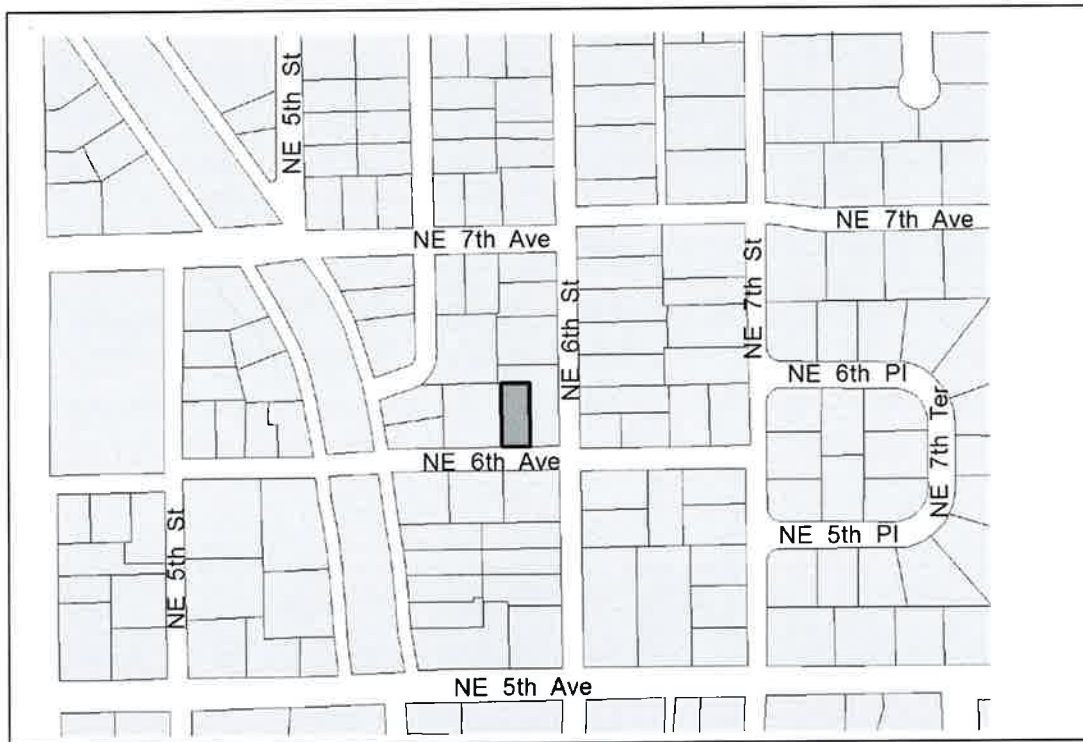 NE 5th St
NE 7th Ave
NE 7th Ave
NE 6th St
NE 7th St
NE 6th Pl
NE 7th Ter
NE 6th Ave
NE 5th St
NE 5th Pl
NE 5th Ave